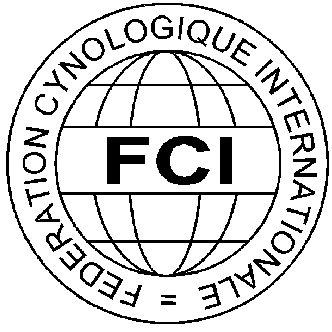 FEDERATION CYNOLOGIQUE INTERNATIONALE =
FCI